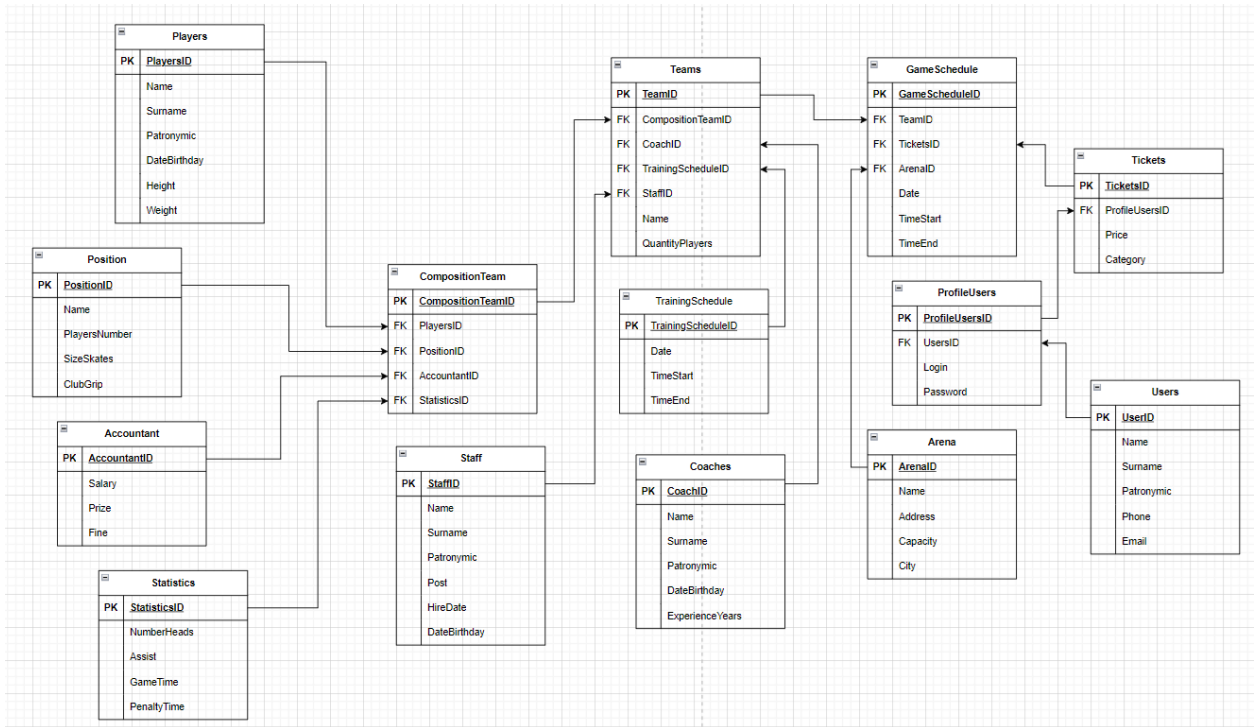 Players
PK PlayersID
Name
Surname
Patronymic
DateBirthday
Height
Weight
Position
PK PositionID
Name
PlayersNumber
SizeSkates
ClubGrip
Accountant
PK AccountantID
Salary
Prize
Fine
Statistics
PK StatisticsID
NumberHeads
Assist
GameTime
PenaltyTime
CompositionTeam
PK CompositionTeamID
FK PlayersID
FK PositionID
FK AccountantID
FK StatisticsID
Staff
PK StaffID
Name
Surname
Patronymic
Post
HireDate
DateBirthday
Teams
PK TeamID
FK CompositionTeamID
FK CoachID
FK TrainingScheduleID
FK StaffID
Name
QuantityPlayers
TrainingSchedule
PK TrainingScheduleID
Date
TimeStart
TimeEnd
Coaches
PK CoachID
Name
Surname
Patronymic
DateBirthday
ExperienceYears
GameSchedule
PK GameScheduleID
FK TeamID
FK TicketsID
FK ArenaID
Date
TimeStart
TimeEnd
Tickets
PK TicketsID
FK ProfileUsersID
Price
Category
ProfileUsers
PK ProfileUsersID
FK UsersID
Login
Password
Users
PK UserID
Name
Surname
Patronymic
Phone
Email
Arena
PK ArenaID
Name
Address
Capacity
City